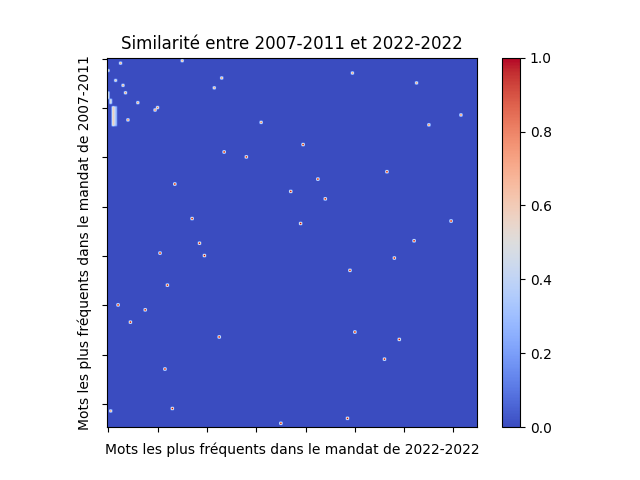 Similarité entre 2007-2011 et 2022-2022
Mots les plus fréquents dans le mandat de 2007-2011
1.0
0.8
0.6
0.4
0.2
0.0
Mots les plus fréquents dans le mandat de 2022-2022